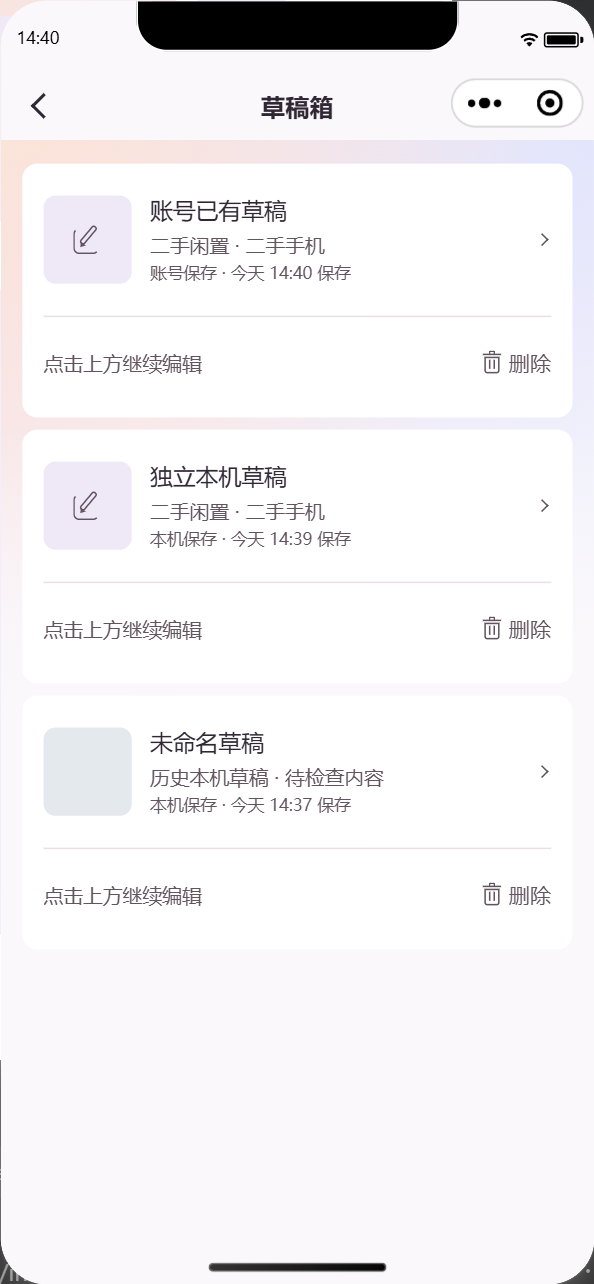 14:40
草稿箱
账号已有草稿
二手闲置 · 二手手机
账号保存 · 今天 14:40 保存
点击上方继续编辑
删除
独立本机草稿
二手闲置 · 二手手机
本机保存 · 今天 14:39 保存
点击上方继续编辑
删除
未命名草稿
历史本机草稿 · 待检查内容
本机保存 · 今天 14:37 保存
点击上方继续编辑
删除